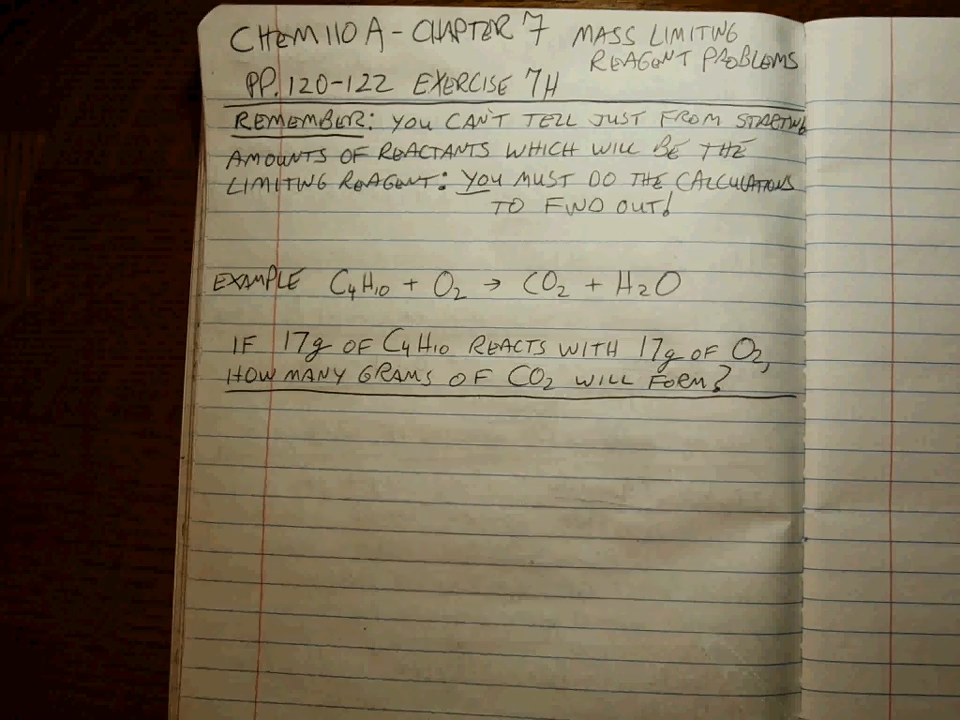 CHEM 110A - CHAPTER 7 MASS LIMITING
REAGENT PROBLEMS
PP. 120-122 EXERCISE 7H
REMEMBER: YOU CAN'T TELL JUST FROM STARTING
AMOUNTS OF REACTANTS WHICH WILL BE THE
LIMITING REAGENT: YOU MUST DO THE CALCULATIONS
TO FIND OUT!
EXAMPLE C₄H₁₀ + O₂ → CO₂ + H₂O
IF 17g OF C₄H₁₀ REACTS WITH 17g OF O₂,
HOW MANY GRAMS OF CO₂ WILL FORM?